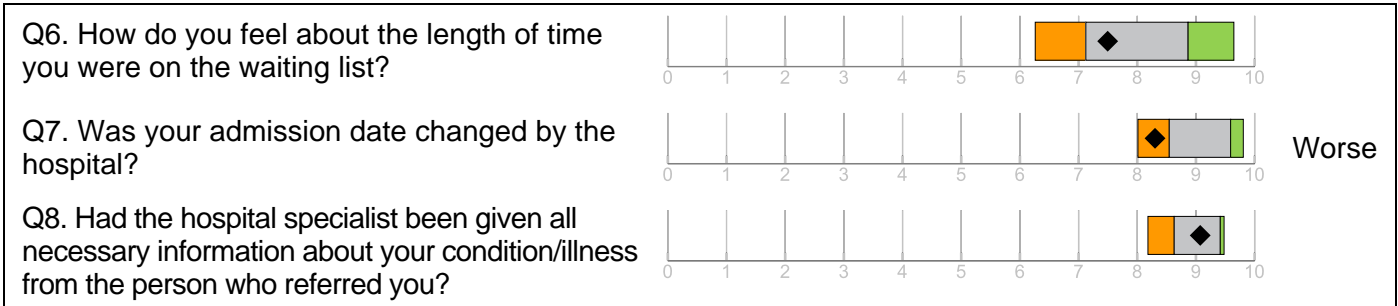 Q6. How do you feel about the length of time
you were on the waiting list?
0 1 2 3 4 5 6 7 8 9 10
Q7. Was your admission date changed by the
hospital?
Worse
0 1 2 3 4 5 6 7 8 9 10
Q8. Had the hospital specialist been given all
necessary information about your condition/illness
from the person who referred you?
0 1 2 3 4 5 6 7 8 9 10